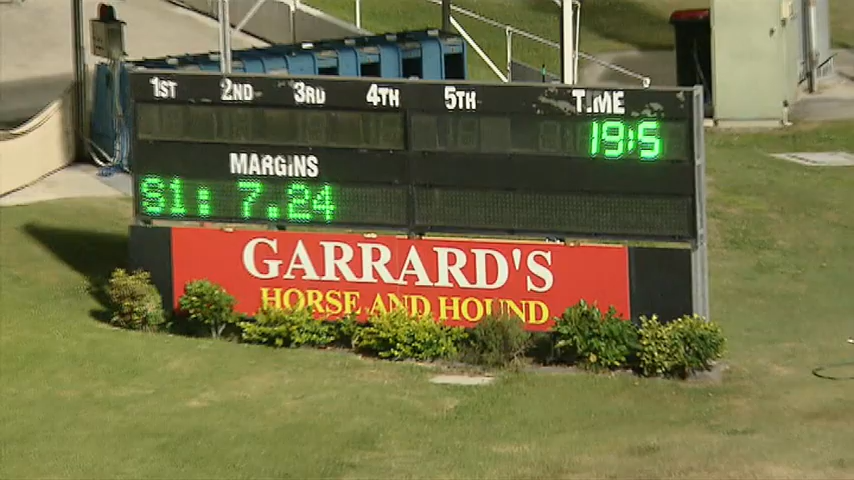 1ST 2ND 3RD 4TH 5TH TIME
19:5
MARGINS
S1: 7.24
GARRARD'S
HORSE AND HOUND